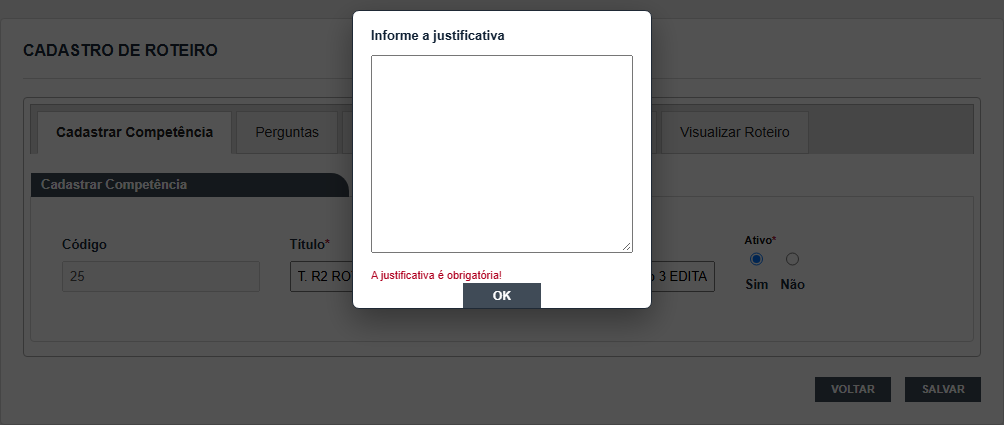 Informe a justificativa
CADASTRO DE ROTEIRO
Cadastrar Competência
Perguntas
Visualizar Roteiro
Cadastrar Competência
Código
Título*
Ativo*
25
T. R2
3 EDITA
Sim
Não
A justificativa é obrigatória!
OK
VOLTAR
SALVAR